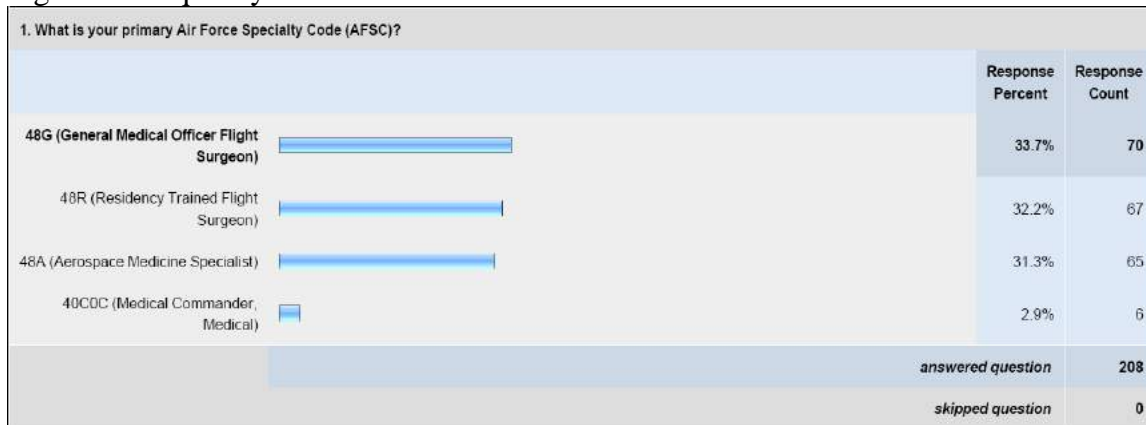 1. What is your primary Air Force Specialty Code (AFSC)?
Response Percent Response Count
48G (General Medical Officer Flight Surgeon) 33.7% 70
48R (Residency Trained Flight Surgeon) 32.2% 67
48A (Aerospace Medicine Specialist) 31.3% 65
40C0C (Medical Commander, Medical) 2.9% 6
answered question 208
skipped question 0